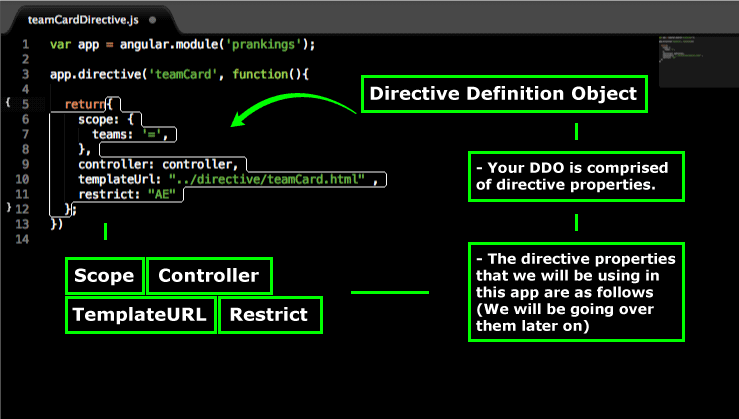 teamCardDirective.js
1 var app = angular.module('prankings');
2
3 app.directive('teamCard', function(){
4
{ 5 return{
6 scope: {
7 teams: '=',
8 },
9 controller: controller,
10 templateUrl: "../directive/teamCard.html" ,
11 restrict: "AE"
} 12 };
13 })
14
Directive Definition Object
- Your DDO is comprised
of directive properties.
- The directive properties
that we will be using in
this app are as follows
(We will be going over
them later on)
Scope Controller
TemplateURL Restrict